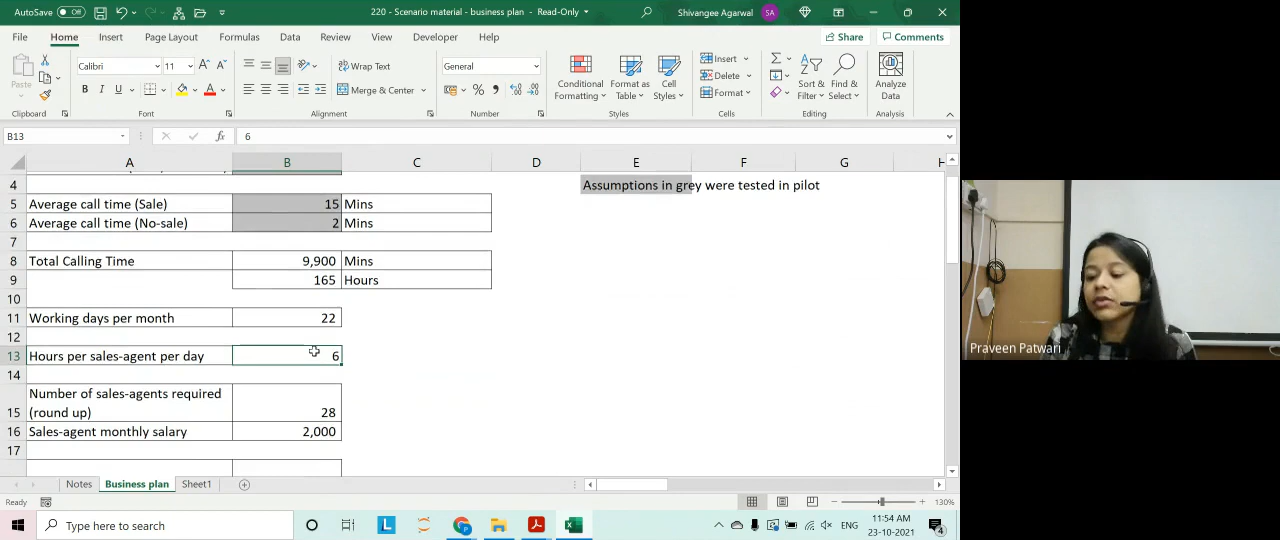 AutoSave Off 220 - Scenario material - business plan - Read-Only Shivangee Agarwal SA
File Home Insert Page Layout Formulas Data Review View Developer Help Share Comments
Paste Calibri 11 A A Wrap Text General Conditional Formatting Format as Table Cell Styles Insert Sort & Filter Find & Select Analyze Data
B I U A Merge & Center % Delete Format
Clipboard Font Alignment Number Styles Cells Editing Analysis
B13 fx 6
A B C D E F G H
4 Assumptions in grey were tested in pilot
5 Average call time (Sale) 15 Mins
6 Average call time (No-sale) 2 Mins
7
8 Total Calling Time 9,900 Mins
9 165 Hours
10
11 Working days per month 22
12
13 Hours per sales-agent per day 6
14
Number of sales-agents required
15 (round up) 28
16 Sales-agent monthly salary 2,000
17
Notes Business plan Sheet1
Ready 130%
Type here to search L ENG 11:54 AM
23-10-2021 4
Praveen Patwari